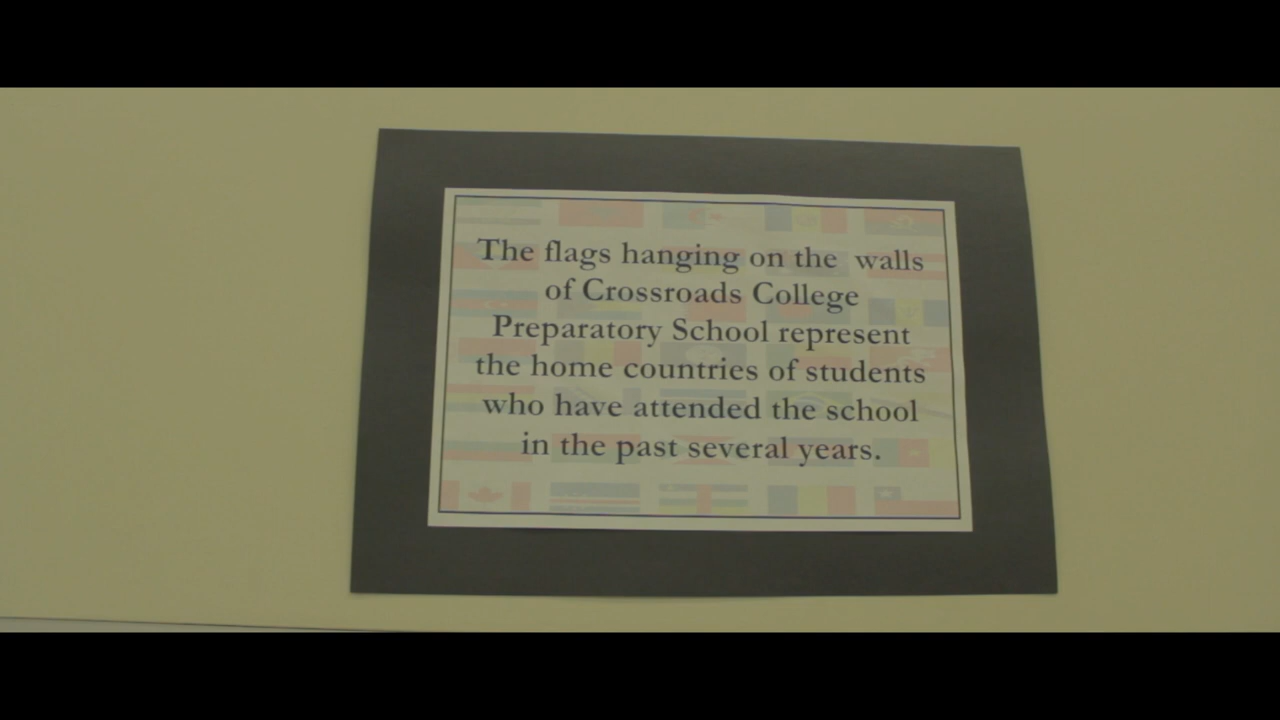 The flags hanging on the walls
of Crossroads College
Preparatory School represent
the home countries of students
who have attended the school
in the past several years.